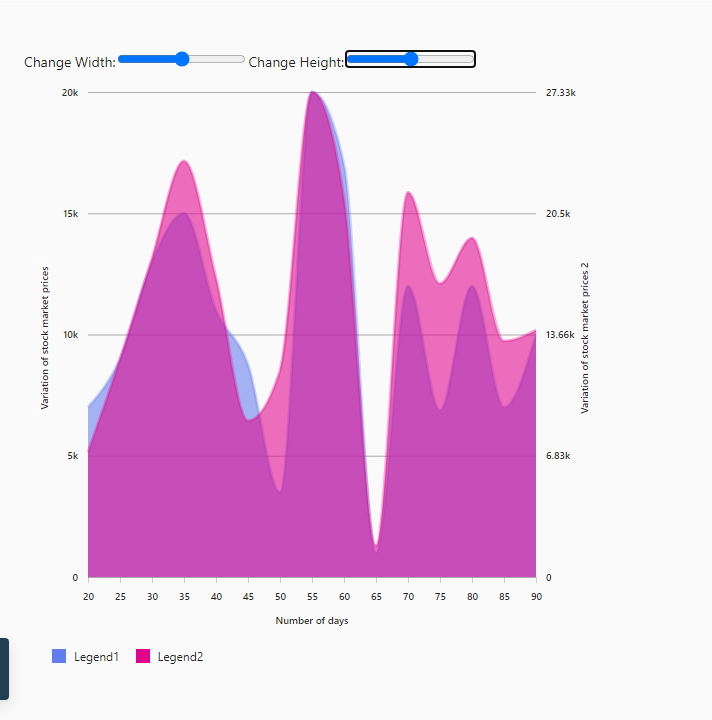 Change Width: Change Height:
20k 27.33k
15k 20.5k
10k 13.66k
5k 6.83k
0 0
Variation of stock market prices
Variation of stock market prices 2
20 25 30 35 40 45 50 55 60 65 70 75 80 85 90
Number of days
Legend1 Legend2